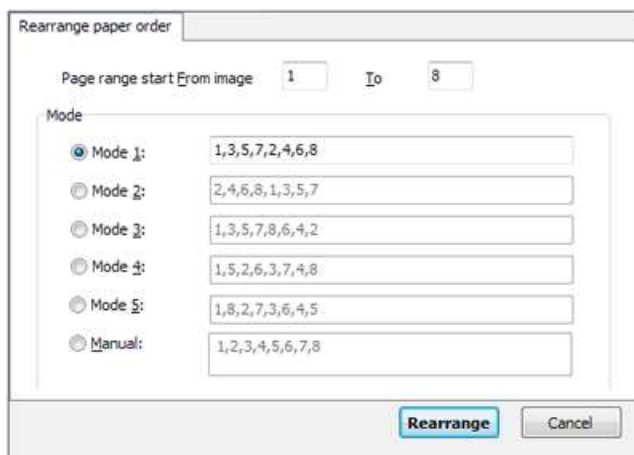 Rearrange paper order
Page range start From image 1 To 8
Mode
Mode 1: 1,3,5,7,2,4,6,8
Mode 2: 2,4,6,8,1,3,5,7
Mode 3: 1,3,5,7,8,6,4,2
Mode 4: 1,5,2,6,3,7,4,8
Mode 5: 1,8,2,7,3,6,4,5
Manual: 1,2,3,4,5,6,7,8
Rearrange Cancel